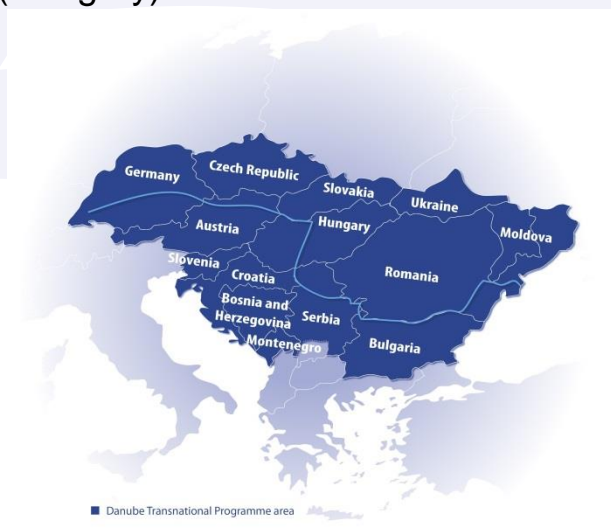 Germany
Czech Republic
Slovakia
Ukraine
Moldova
Austria
Hungary
Slovenia
Croatia
Romania
Bosnia and
Herzegovina
Serbia
Montenegro
Bulgaria
Danube Transnational Programme area